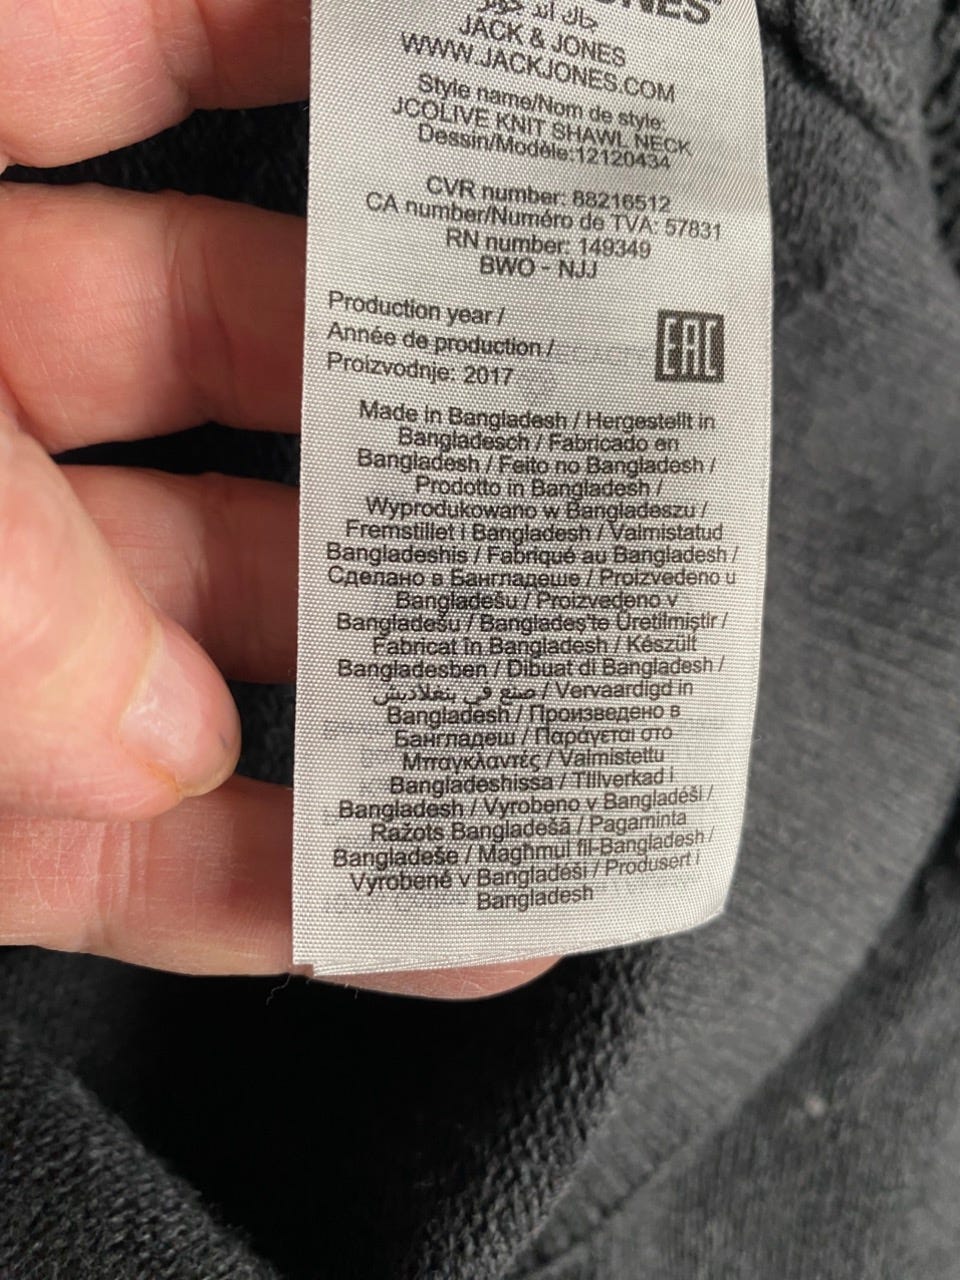 JONES
جاك أند جونز
JACK & JONES
WWW.JACKJONES.COM
Style name/Nom de style:
JCOLIVE KNIT SHAWL NECK
Dessin/Modèle:12120434
CVR number: 88216512
CA number/Numéro de TVA: 57831
RN number: 149349
BWO - NJJ
Production year /
Année de production /
Proizvodnje: 2017
EAC
Made in Bangladesh / Hergestellt in
Bangladesch / Fabricado en
Bangladesh / Feito no Bangladesh /
Prodotto in Bangladesh /
Wyprodukowano w Bangladeszu /
Fremstillet i Bangladesh / Valmistatud
Bangladeshis / Fabriqué au Bangladesh /
Сделано в Бангладеше / Proizvedeno u
Bangladešu / Proizvedeno v
Bangladešu / Bangladeş'te Üretilmiştir /
Fabricat în Bangladesh / Készült
Bangladesben / Dibuat di Bangladesh /
صنع في بنغلاديش / Vervaardigd in
Bangladesh / Произведено в
Бангладеш / Παράγεται στο
Μπαγκλαντές / Valmistettu
Bangladeshissa / Tillverkad i
Bangladesh / Vyrobeno v Bangladéši /
Ražots Bangladešā / Pagaminta
Bangladeše / Magħmul fil-Bangladesh /
Vyrobené v Bangladéši / Produsert i
Bangladesh